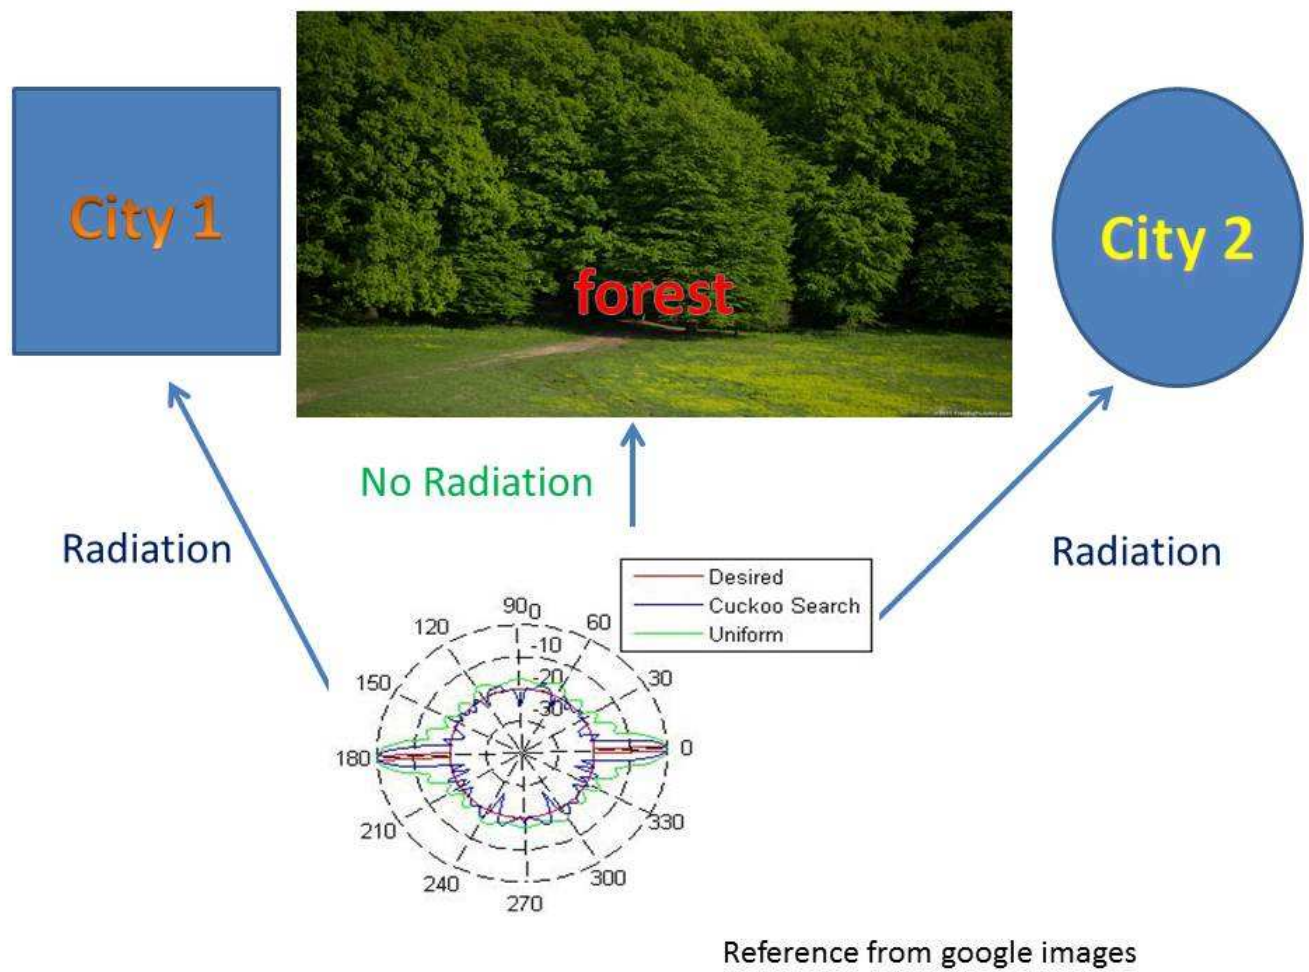 City 1
forest
City 2
No Radiation
Radiation
Radiation
Desired
Cuckoo Search
Uniform
90
0
120
60
-10
150
-20
30
-30
180
0
210
330
240
300
270
Reference from google images